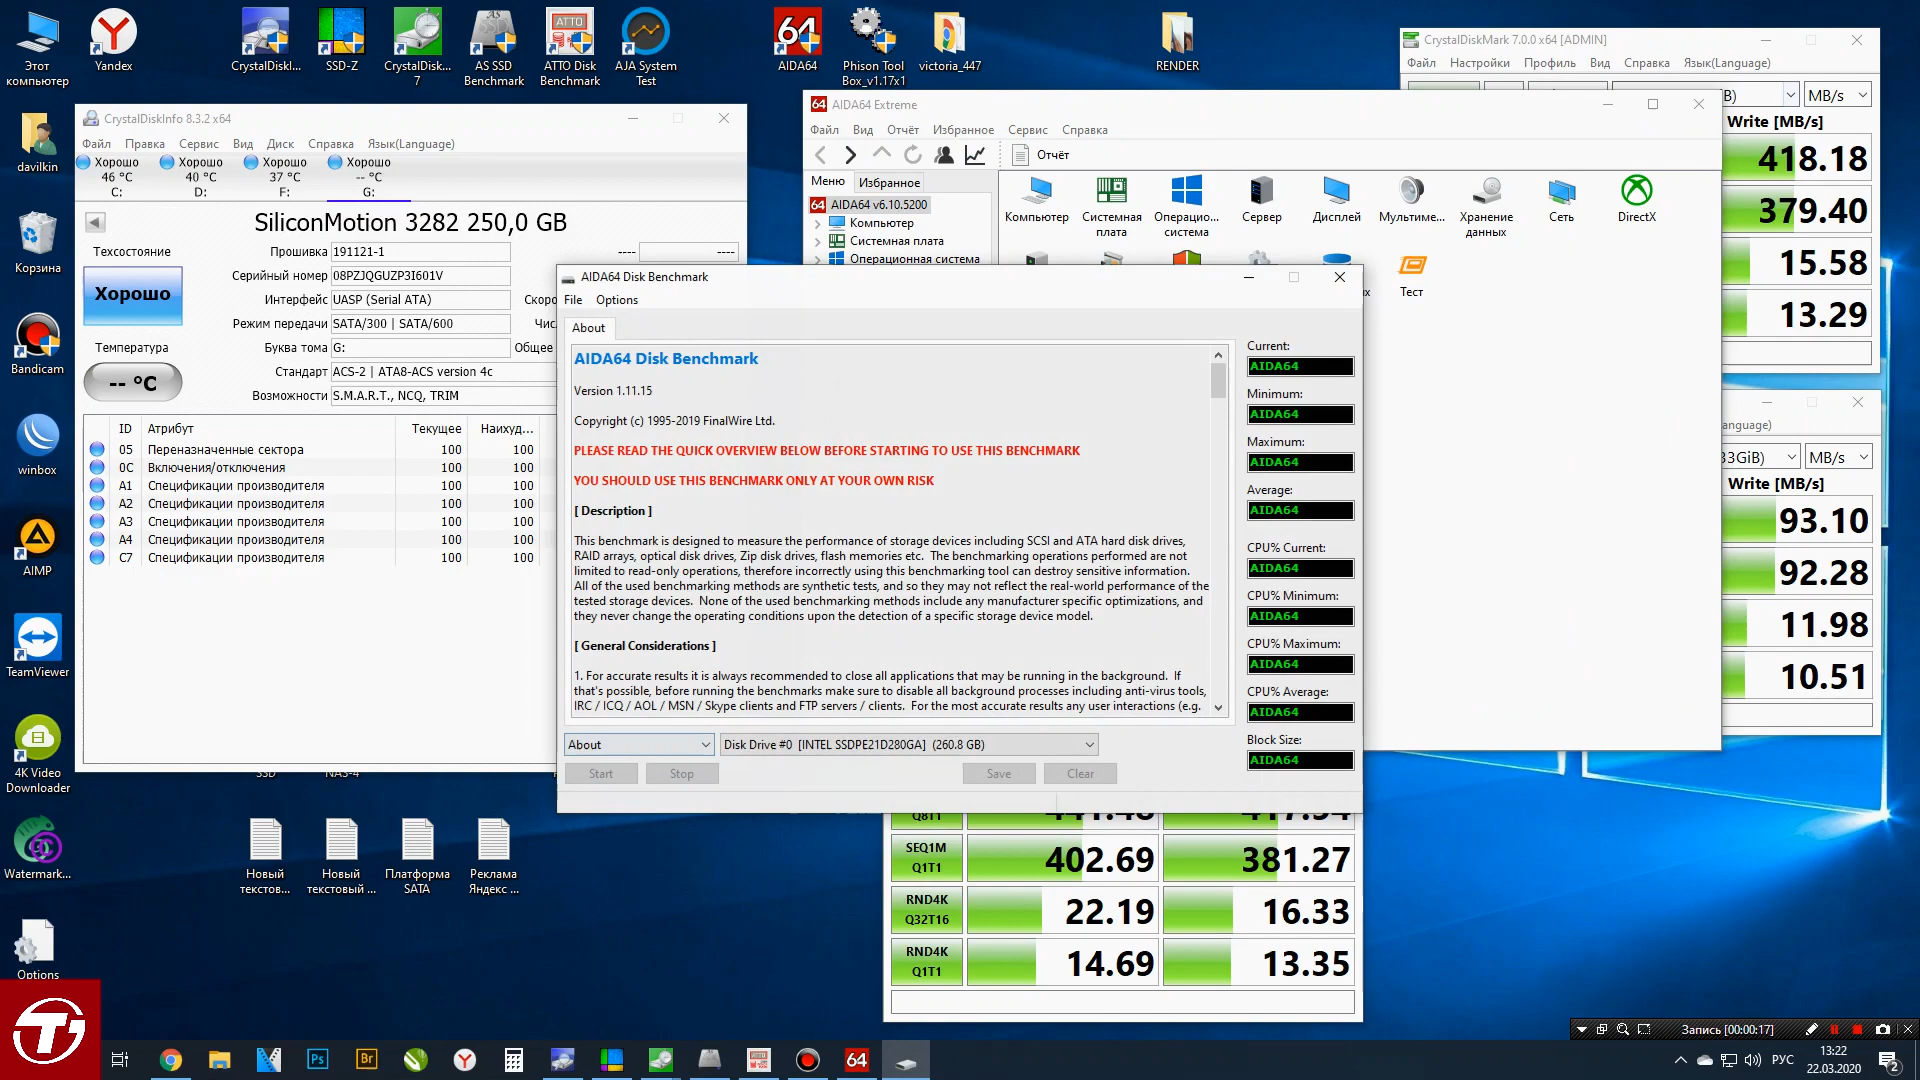 Этот
компьютер
Yandex
CrystalDiskI...
SSD-Z
CrystalDisk...
7
AS SSD
Benchmark
ATTO Disk
Benchmark
AJA System
Test
AIDA64
Phison Tool
Box_v1.17x1
victoria_447
RENDER
davilkin
Корзина
Bandicam
winbox
AIMP
TeamViewer
4K Video
Downloader
Watermark...
Options
Новый
текстов...
Новый
текстовый ...
Платформа
SATA
Реклама
Яндекс ...
CrystalDiskInfo 8.3.2 x64
Файл Правка Сервис Вид Диск Справка Язык(Language)
Хорошо Хорошо Хорошо Хорошо
46 °C 40 °C 37 °C -- °C
C: D: F: G:
SiliconMotion 3282 250,0 GB
Техсостояние
Хорошо
Температура
-- °C
Прошивка 191121-1 ---- ----
Серийный номер 08PZJQGUZP3I601V
Интерфейс UASP (Serial ATA) Скоро
Режим передачи SATA/300 | SATA/600 Чис
Буква тома G: Общее
Стандарт ACS-2 | ATA8-ACS version 4c
Возможности S.M.A.R.T., NCQ, TRIM
ID Атрибут Текущее Наихуд...
05 Переназначенные сектора 100 100
0C Включения/отключения 100 100
A1 Спецификации производителя 100 100
A2 Спецификации производителя 100 100
A3 Спецификации производителя 100 100
A4 Спецификации производителя 100 100
C7 Спецификации производителя 100 100
AIDA64 Extreme
Файл Вид Отчёт Избранное Сервис Справка
Отчёт
Меню Избранное
AIDA64 v6.10.5200
Компьютер
Системная плата
Операционная система
Компьютер
Системная
плата
Операцио...
система
Сервер
Дисплей
Мультиме...
Хранение
данных
Сеть
DirectX
Тест
AIDA64 Disk Benchmark
File Options
About
AIDA64 Disk Benchmark
Version 1.11.15
Copyright (c) 1995-2019 FinalWire Ltd.
PLEASE READ THE QUICK OVERVIEW BELOW BEFORE STARTING TO USE THIS BENCHMARK
YOU SHOULD USE THIS BENCHMARK ONLY AT YOUR OWN RISK
[ Description ]
This benchmark is designed to measure the performance of storage devices including SCSI and ATA hard disk drives,
RAID arrays, optical disk drives, Zip disk drives, flash memories etc. The benchmarking operations performed are not
limited to read-only operations, therefore incorrectly using this benchmarking tool can destroy sensitive information.
All of the used benchmarking methods are synthetic tests, and so they may not reflect the real-world performance of the
tested storage devices. None of the used benchmarking methods include any manufacturer specific optimizations, and
they never change the operating conditions upon the detection of a specific storage device model.
[ General Considerations ]
1. For accurate results it is always recommended to close all applications that may be running in the background. If
that's possible, before running the benchmarks make sure to disable all background processes including anti-virus tools,
IRC / ICQ / AOL / MSN / Skype clients and FTP servers / clients. For the most accurate results any user interactions (e.g.
About Disk Drive #0 [INTEL SSDPE21D280GA] (260.8 GB)
Start Stop Save Clear
Current:
AIDA64
Minimum:
AIDA64
Maximum:
AIDA64
Average:
AIDA64
CPU% Current:
AIDA64
CPU% Minimum:
AIDA64
CPU% Maximum:
AIDA64
CPU% Average:
AIDA64
Block Size:
AIDA64
CrystalDiskMark 7.0.0 x64 [ADMIN]
Файл Настройки Профиль Вид Справка Язык(Language)
B) MB/s
Write [MB/s]
418.18
379.40
15.58
13.29
anguage)
33GiB) MB/s
Write [MB/s]
93.10
92.28
11.98
10.51
Q8T1 441.48 417.54
SEQ1M
Q1T1
402.69 381.27
RND4K
Q32T16
22.19 16.33
RND4K
Q1T1
14.69 13.35
Запись [00:00:17]
Ps
Br
64
РУС
13:22
22.03.2020
2